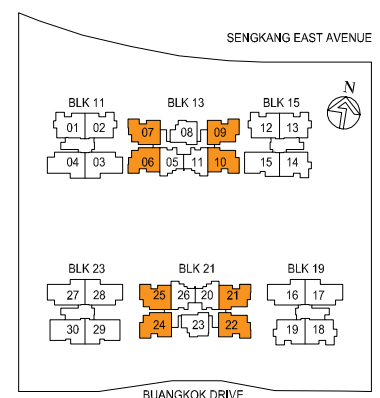 SENGKANG EAST AVENUE
N
BLK 11 BLK 13 BLK 15
01 02 07 08 09 12 13
04 03 06 05 11 10 15 14
BLK 23 BLK 21 BLK 19
27 28 25 26 20 21 16 17
30 29 24 23 22 19 18
BUANGKOK DRIVE